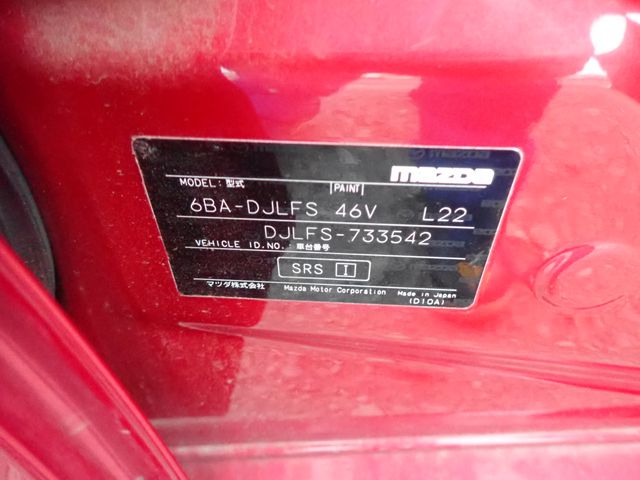 mazda
MODEL: 型式 PAINT
6BA-DJLFS 46V L22
DJLFS-733542
VEHICLE ID.NO.: 車台番号
SRS I
マツダ株式会社 Mazda Motor Corporation Made in Japan
(D10A)